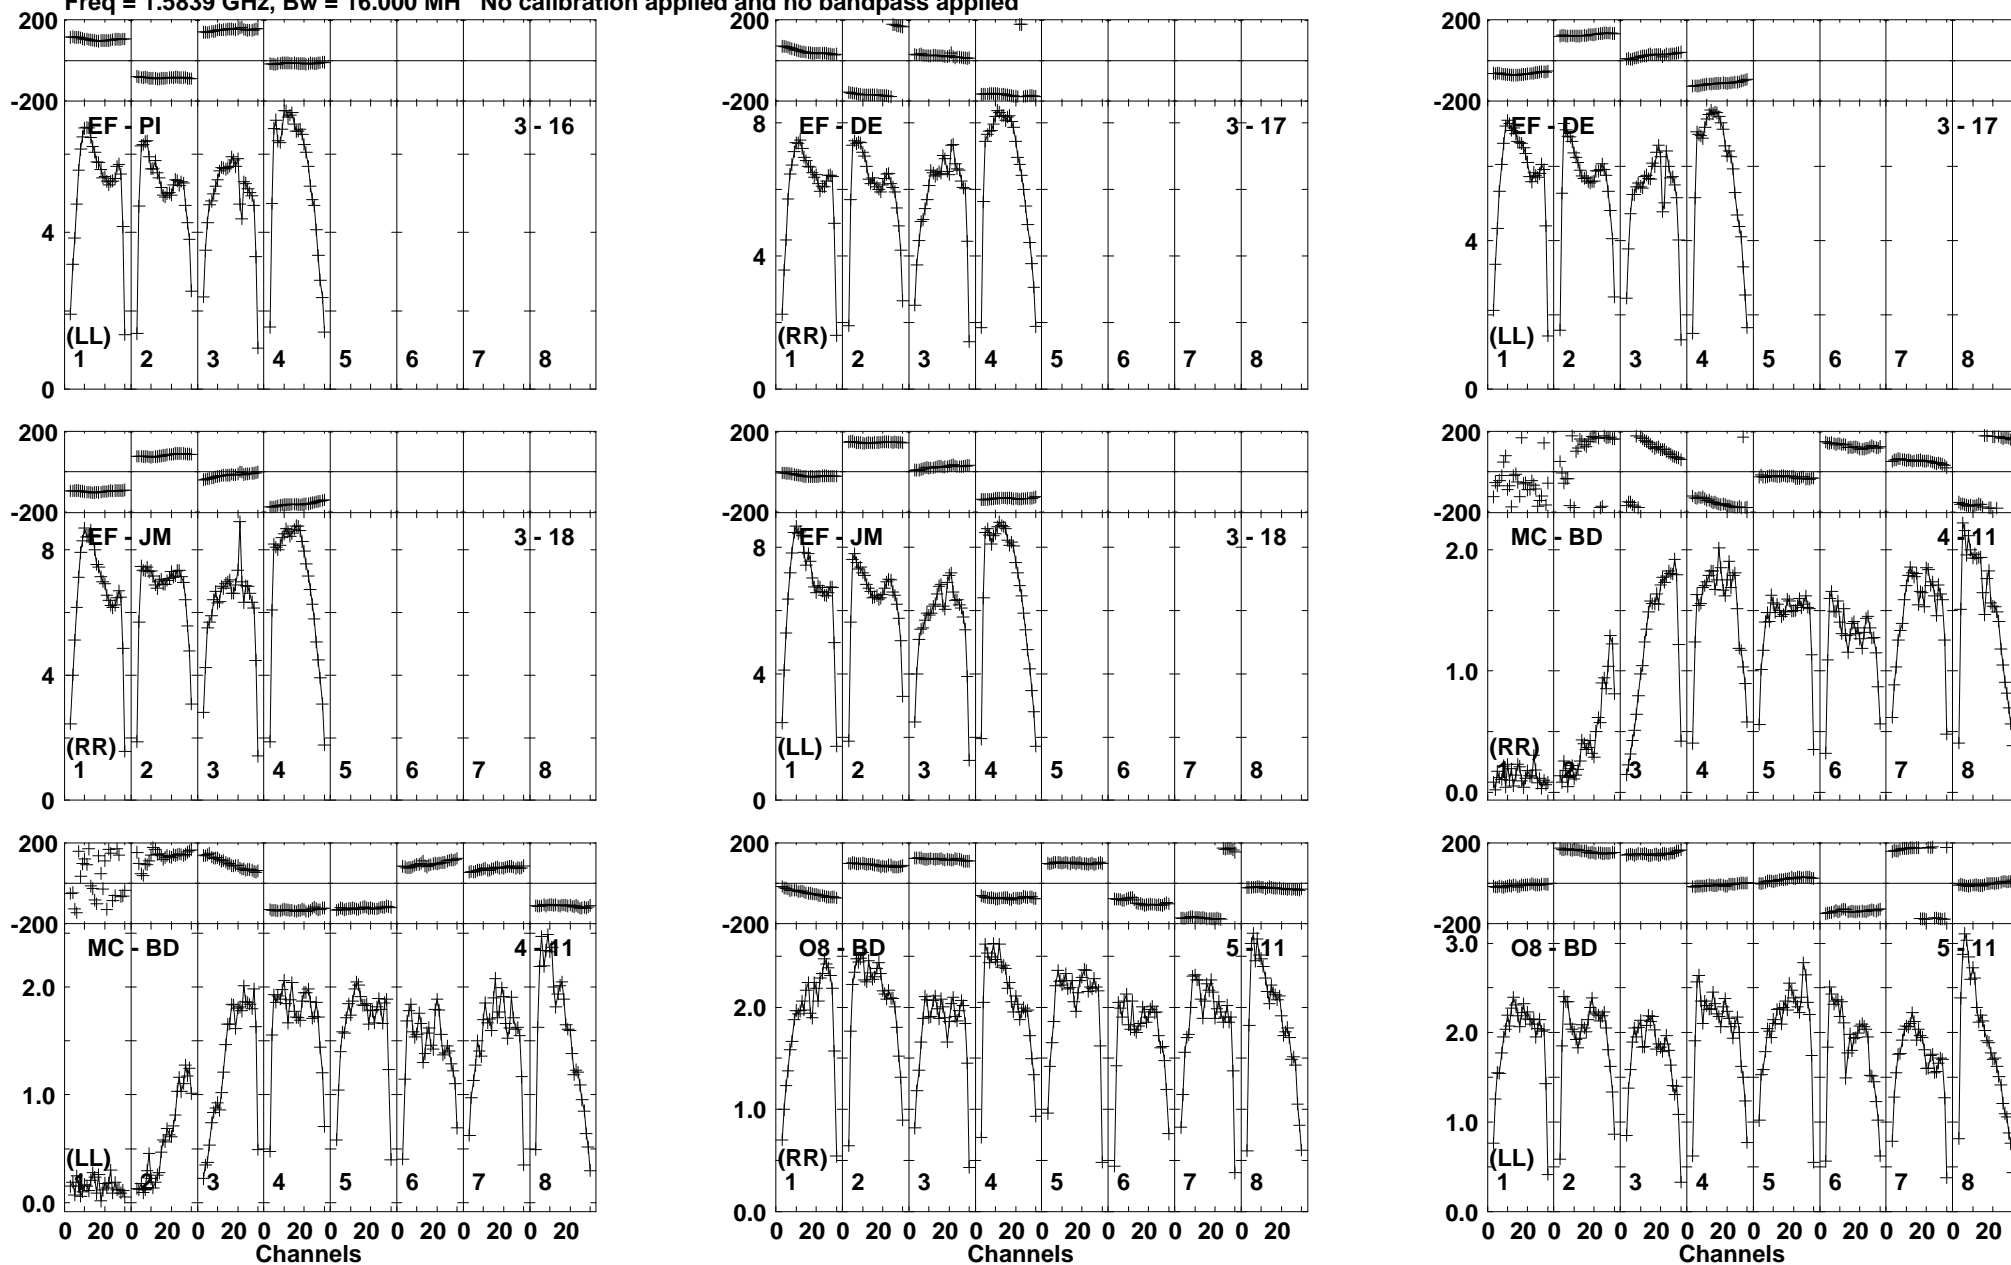 Freq = 1.5839 GHz, Bw = 16.000 MH No calibration applied and no bandpass applied
200 200 200
-200 -200 -200
EF - PI 3 - 16 EF - DE 3 - 17 EF - DE 3 - 17
8
4 4 4
(LL) (RR) (LL)
1 2 3 4 5 6 7 8 1 2 3 4 5 6 7 8 1 2 3 4 5 6 7 8
0 0 0
200 200 200
-200 -200 -200
EF - JM 3 - 18 EF - JM 3 - 18 MC - BD 4 - 11
8 8 2.0
4 4 1.0
(RR) (LL) (RR)
1 2 3 4 5 6 7 8 1 2 3 4 5 6 7 8 1 2 3 4 5 6 7 8
0 0 0.0
200 200 200
-200 -200 -200
MC - BD 4 - 11 O8 - BD 5 - 11 O8 - BD 5 - 11
3.0
2.0 2.0 2.0
1.0 1.0 1.0
(LL) (RR) (LL)
1 2 3 4 5 6 7 8 1 2 3 4 5 6 7 8 1 2 3 4 5 6 7 8
0.0 0.0 0.0
0 20 0 20 0 20 0 20 0 20 0 20 0 20 0 20 0 20 0 20 0 20 0 20 0 20 0 20 0 20 0 20 0 20 0 20 0 20 0 20 0 20 0 20 0 20 0 20
Channels Channels Channels